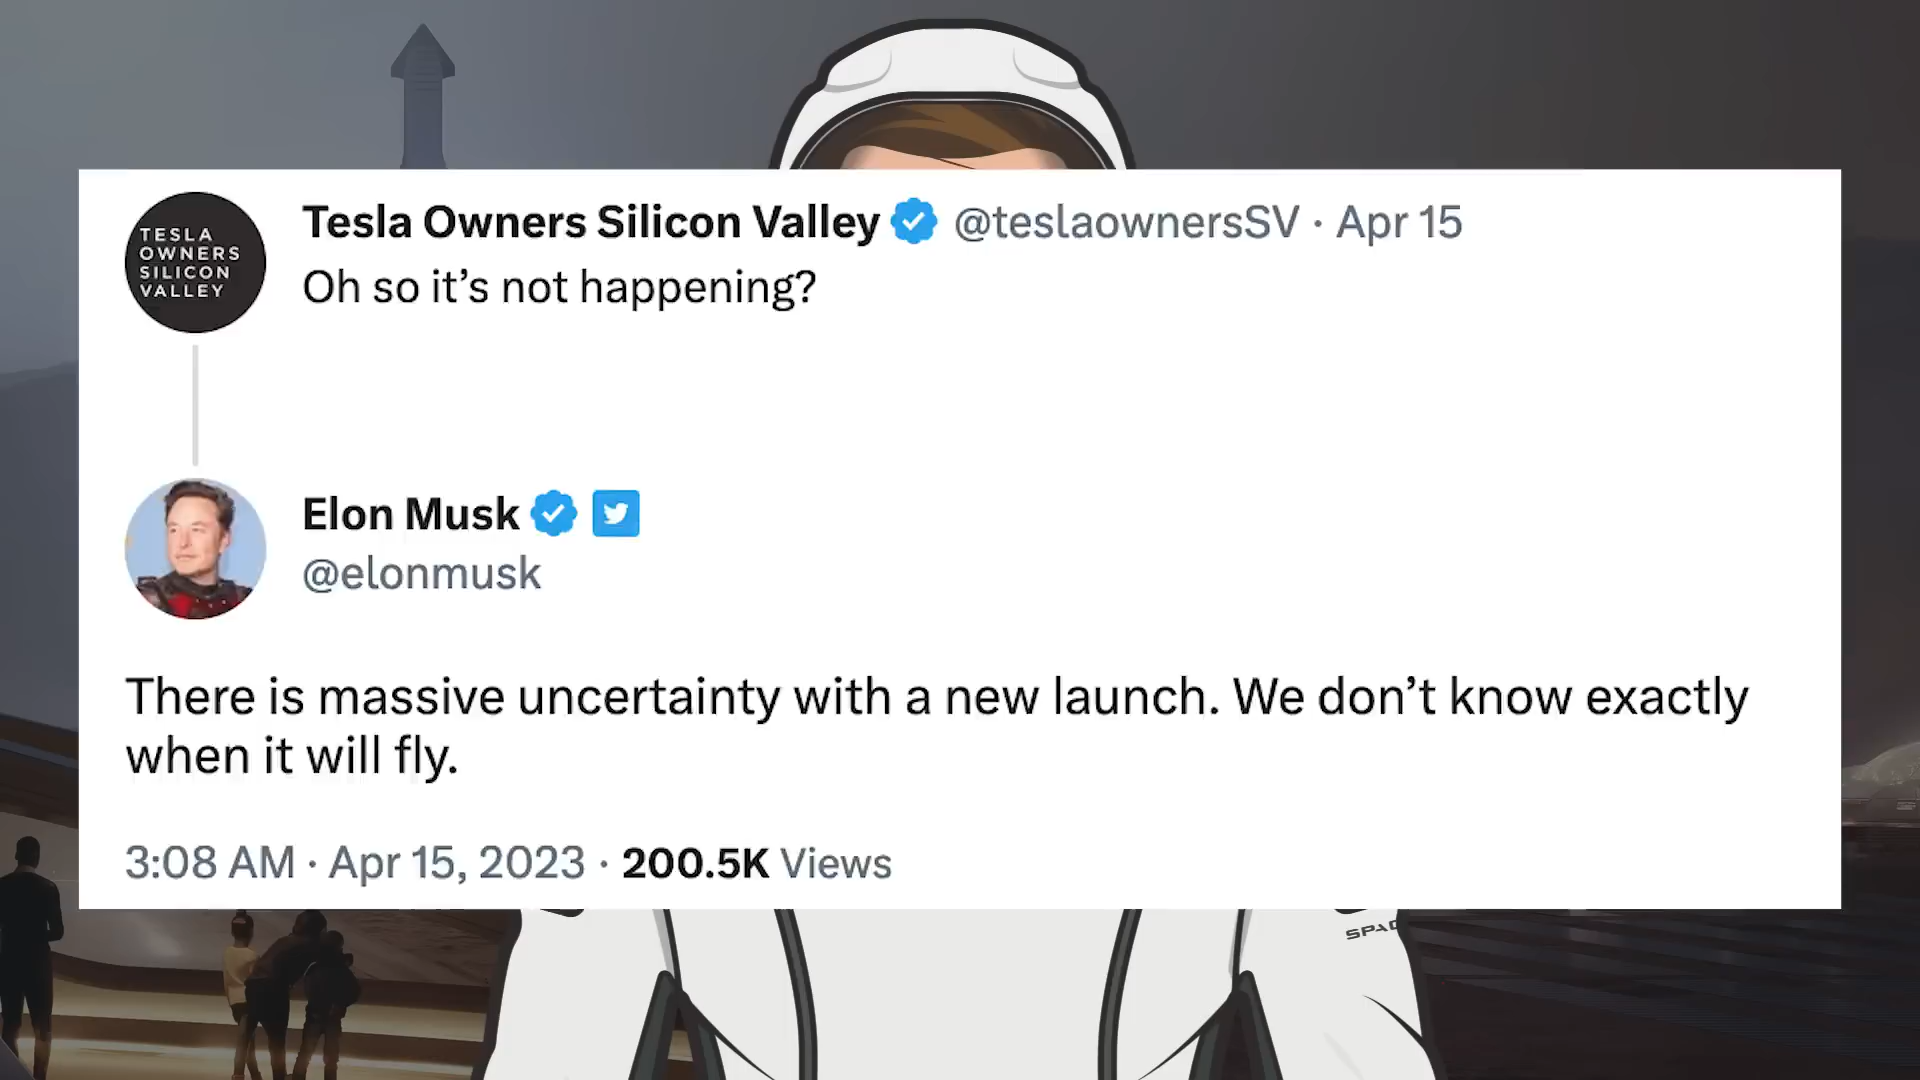 TESLA
OWNERS
SILICON
VALLEY
Tesla Owners Silicon Valley @teslaownersSV · Apr 15
Oh so it’s not happening?
Elon Musk
@elonmusk
There is massive uncertainty with a new launch. We don’t know exactly
when it will fly.
3:08 AM · Apr 15, 2023 · 200.5K Views